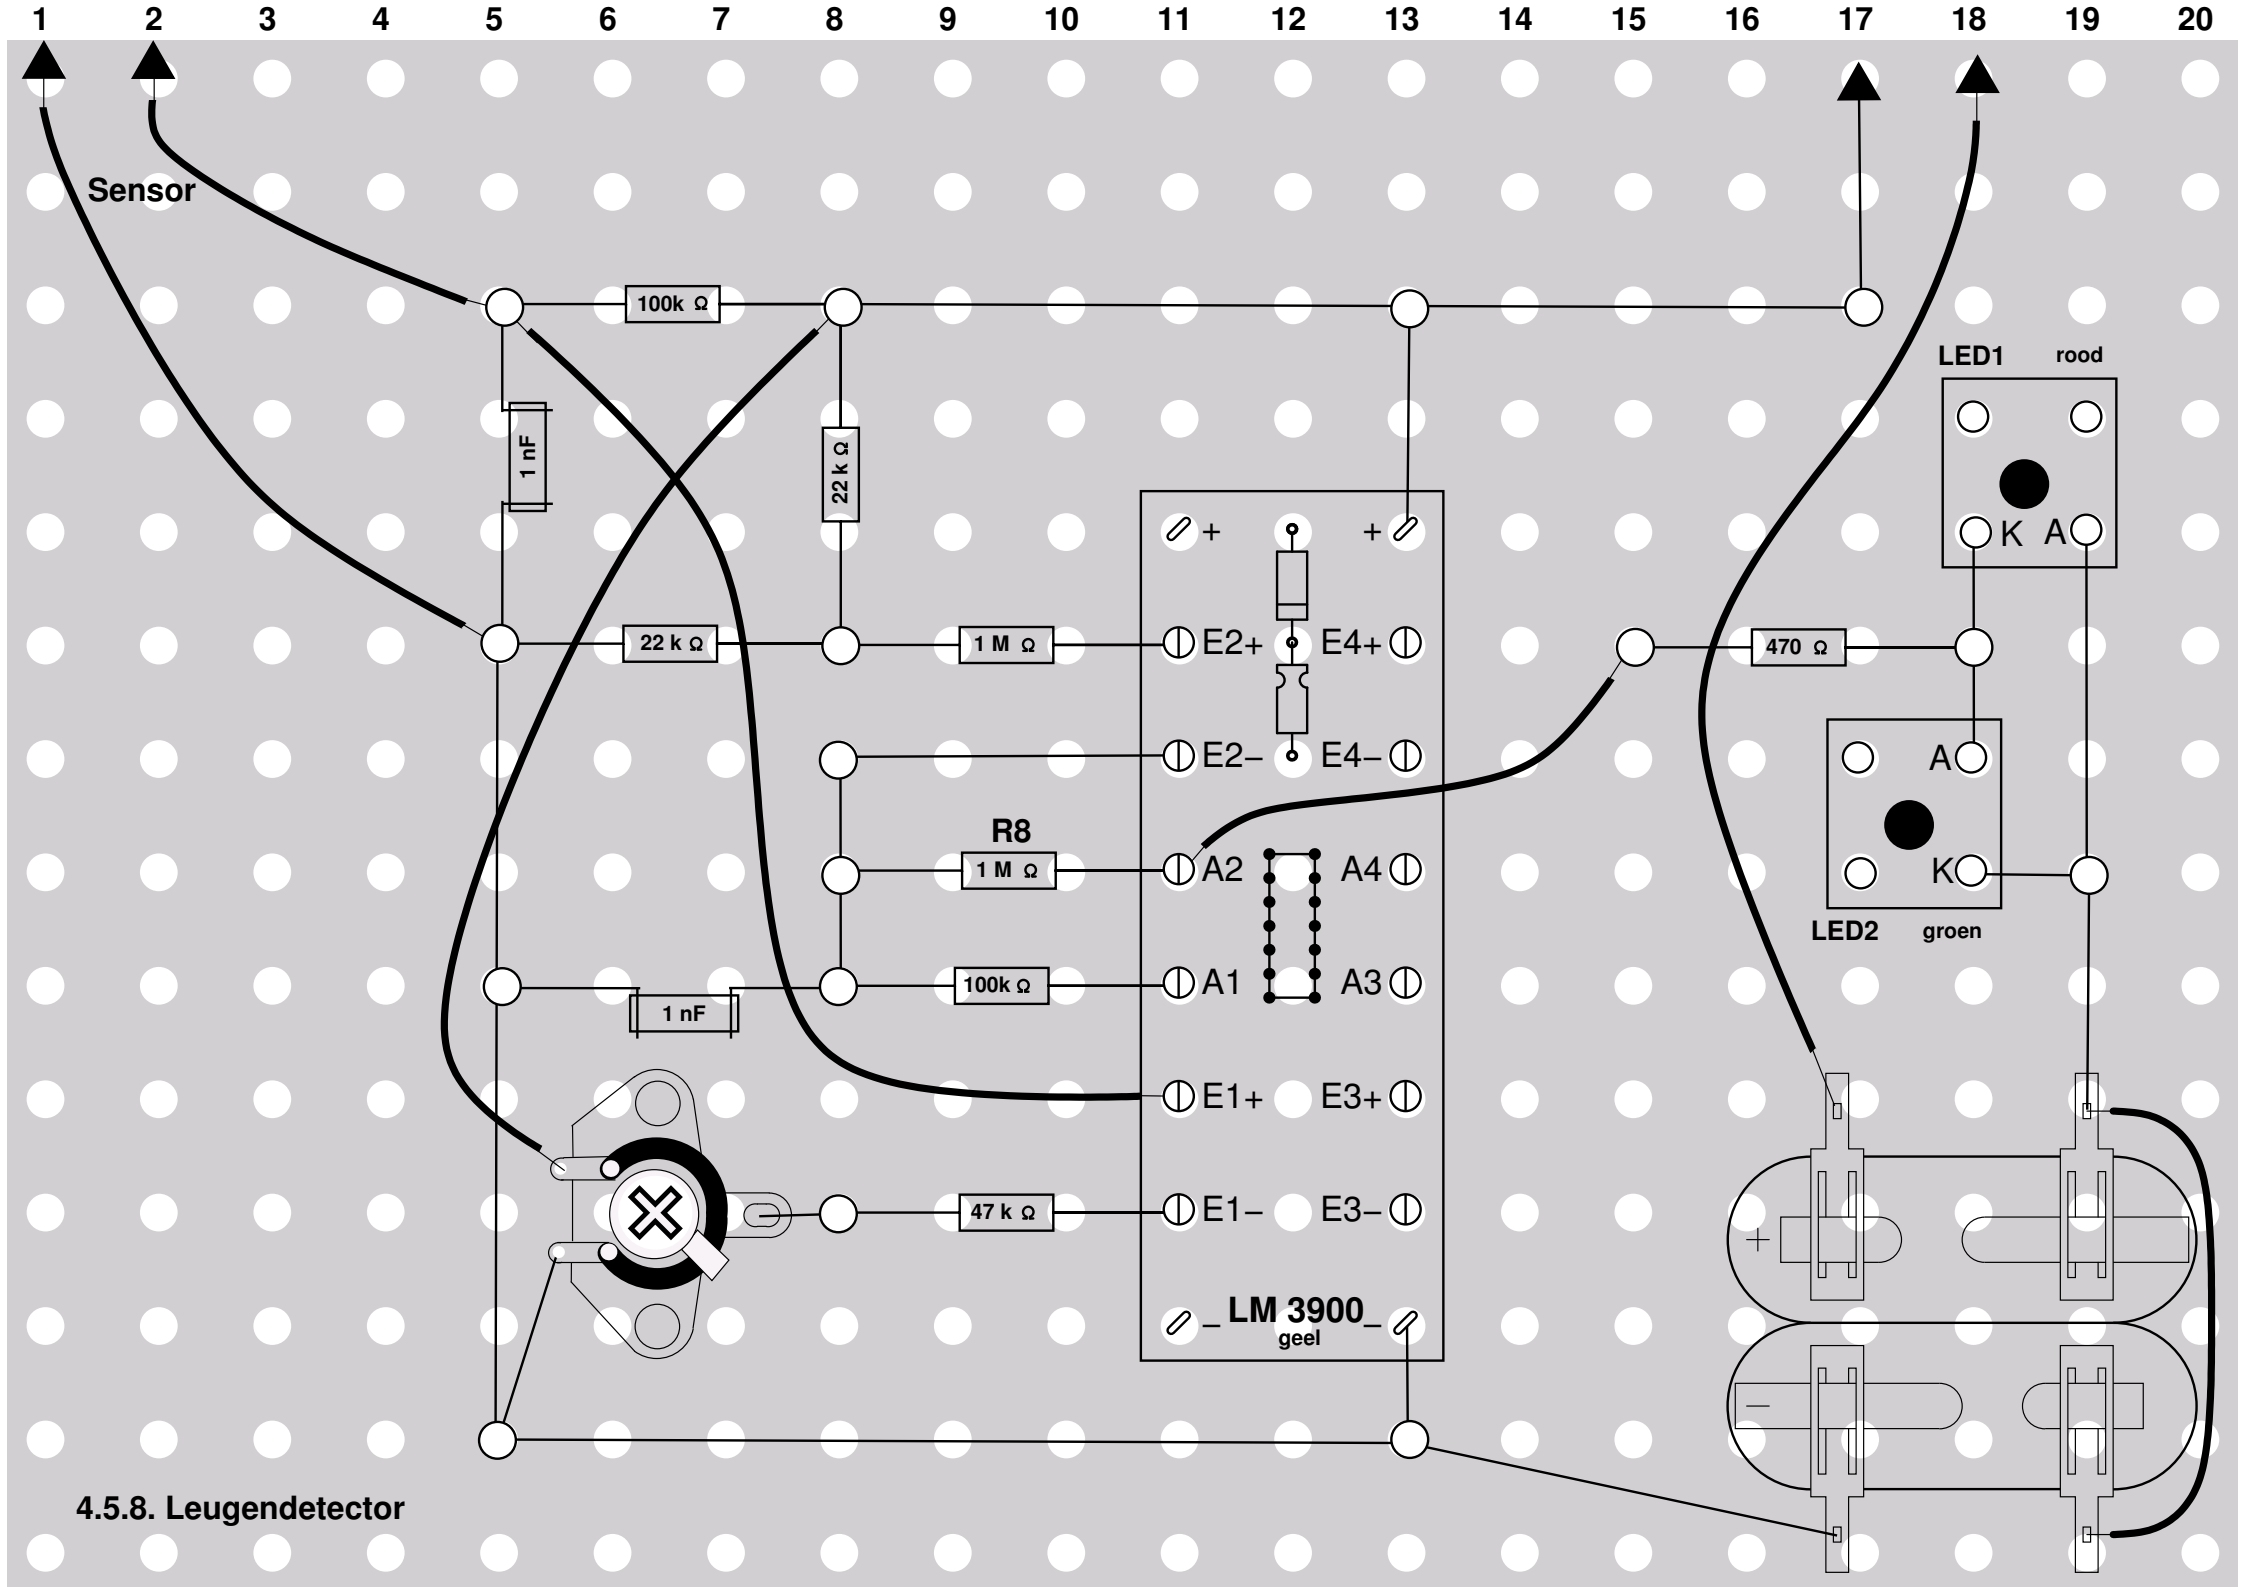 1 2 3 4 5 6 7 8 9 10 11 12 13 14 15 16 17 18 19 20
Sensor
100k Ω
LED1 rood
1 nF
22 k Ω
+ +
K A
22 k Ω
1 M Ω
E2+ E4+
470 Ω
E2– E4–
A
R8
1 M Ω
A2 A4
K
LED2 groen
100k Ω
A1 A3
1 nF
E1+ E3+
47 k Ω
E1– E3–
+
– LM 3900 –
geel
–
4.5.8. Leugendetector